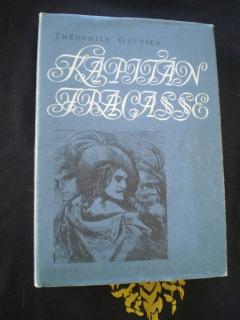 THÉOPHILE GAUTIER
KAPITÁN
FRACASSE